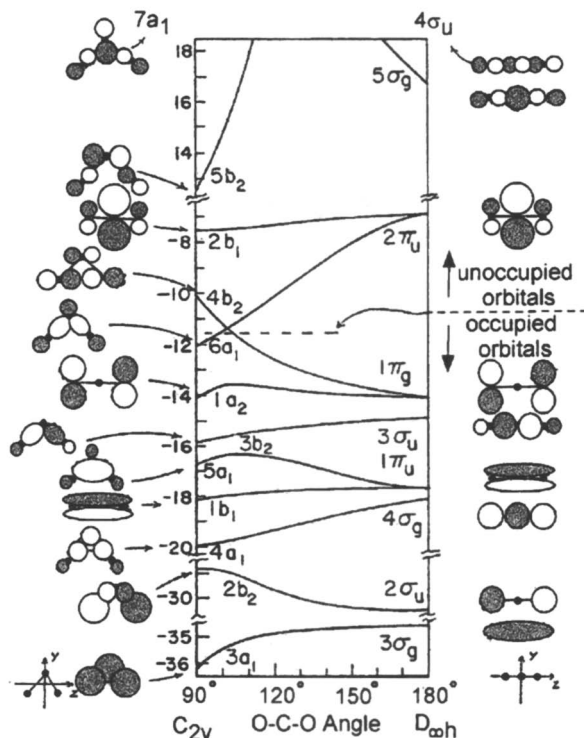 7a₁
4σᵤ
18
5σg
16
14
5b₂
-8
2b₁
2πᵤ
unoccupied
orbitals
-10
4b₂
occupied
orbitals
-12
6a₁
1πg
-14
1a₂
3σᵤ
-16
3b₂
1πᵤ
5a₁
-18
1b₁
4σg
-20
4a₁
2b₂
2σᵤ
-30
-35
3σg
-36
3a₁
Y
z
90°
120°
150°
180°
Y
z
C₂ᵥ
O-C-O Angle
D∞h